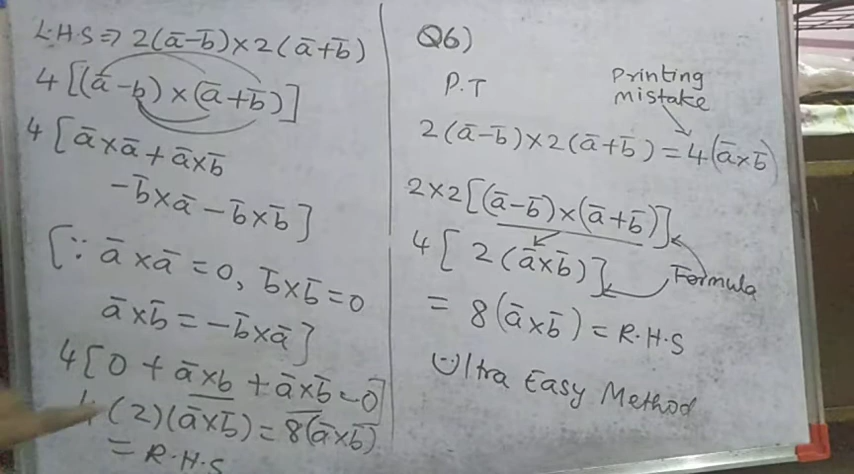 L.H.S ⇒ 2(ā-b̄)×2(ā+b̄)
4[(ā-b)×(ā+b̄)]
4[ā×ā+ā×b̄
-b̄×ā-b̄×b̄]
[∵ ā×ā=0, b̄×b̄=0
ā×b̄=-b̄×ā]
4[0+ā×b+ā×b̄-0]
4(2)(ā×b̄)=8(ā×b̄)
=R.H.S
Q6)
P.T
Printing
mistake
2(ā-b̄)×2(ā+b̄)=4(ā×b̄)
2×2[(ā-b̄)×(ā+b̄)]
4[2(ā×b̄)]
Formula
=8(ā×b̄)=R.H.S
Ultra Easy Method